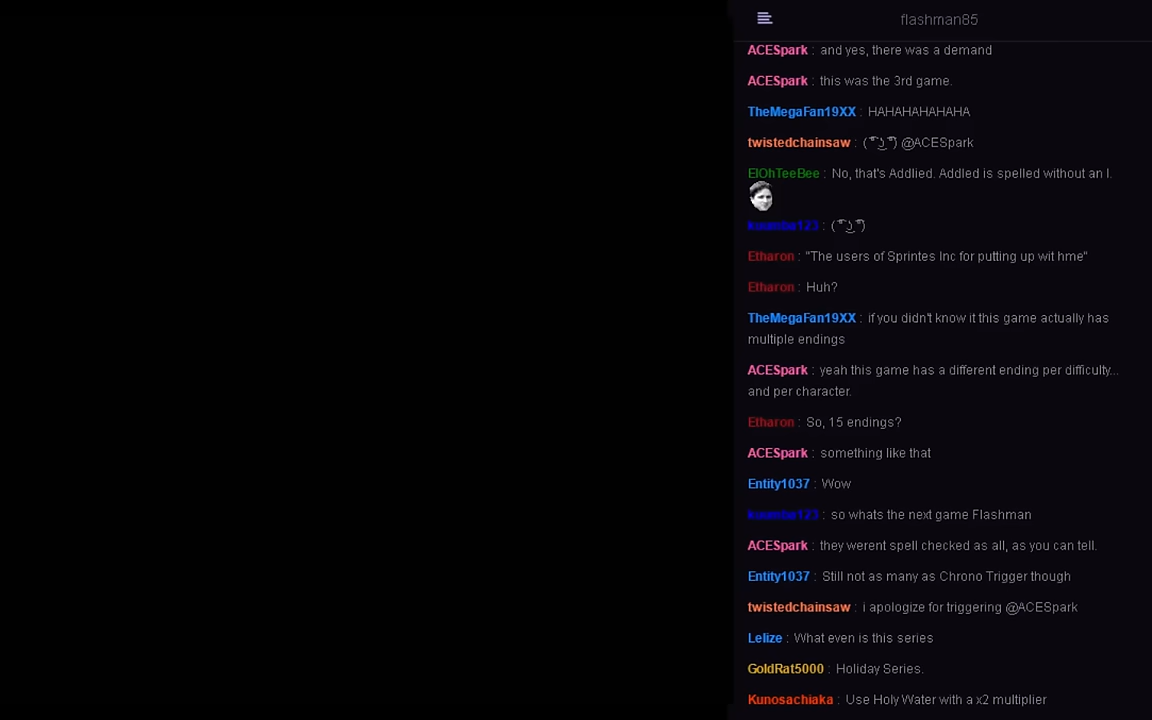 flashman85
ACESpark : and yes, there was a demand
ACESpark : this was the 3rd game.
TheMegaFan19XX : HAHAHAHAHAHA
twistedchainsaw : ( ͡° ͜ʖ ͡°) @ACESpark
ElOhTeeBee : No, that's Addlied. Addled is spelled without an I.
: ( ͡° ͜ʖ ͡°)
Etharon : "The users of Sprintes Inc for putting up wit hme"
Etharon : Huh?
TheMegaFan19XX : if you didn't know it this game actually has
multiple endings
ACESpark : yeah this game has a different ending per difficulty...
and per character.
Etharon : So, 15 endings?
ACESpark : something like that
Entity1037 : Wow
: so whats the next game Flashman
ACESpark : they werent spell checked as all, as you can tell.
Entity1037 : Still not as many as Chrono Trigger though
twistedchainsaw : i apologize for triggering @ACESpark
Lelize : What even is this series
GoldRat5000 : Holiday Series.
Kunosachiaka : Use Holy Water with a x2 multiplier